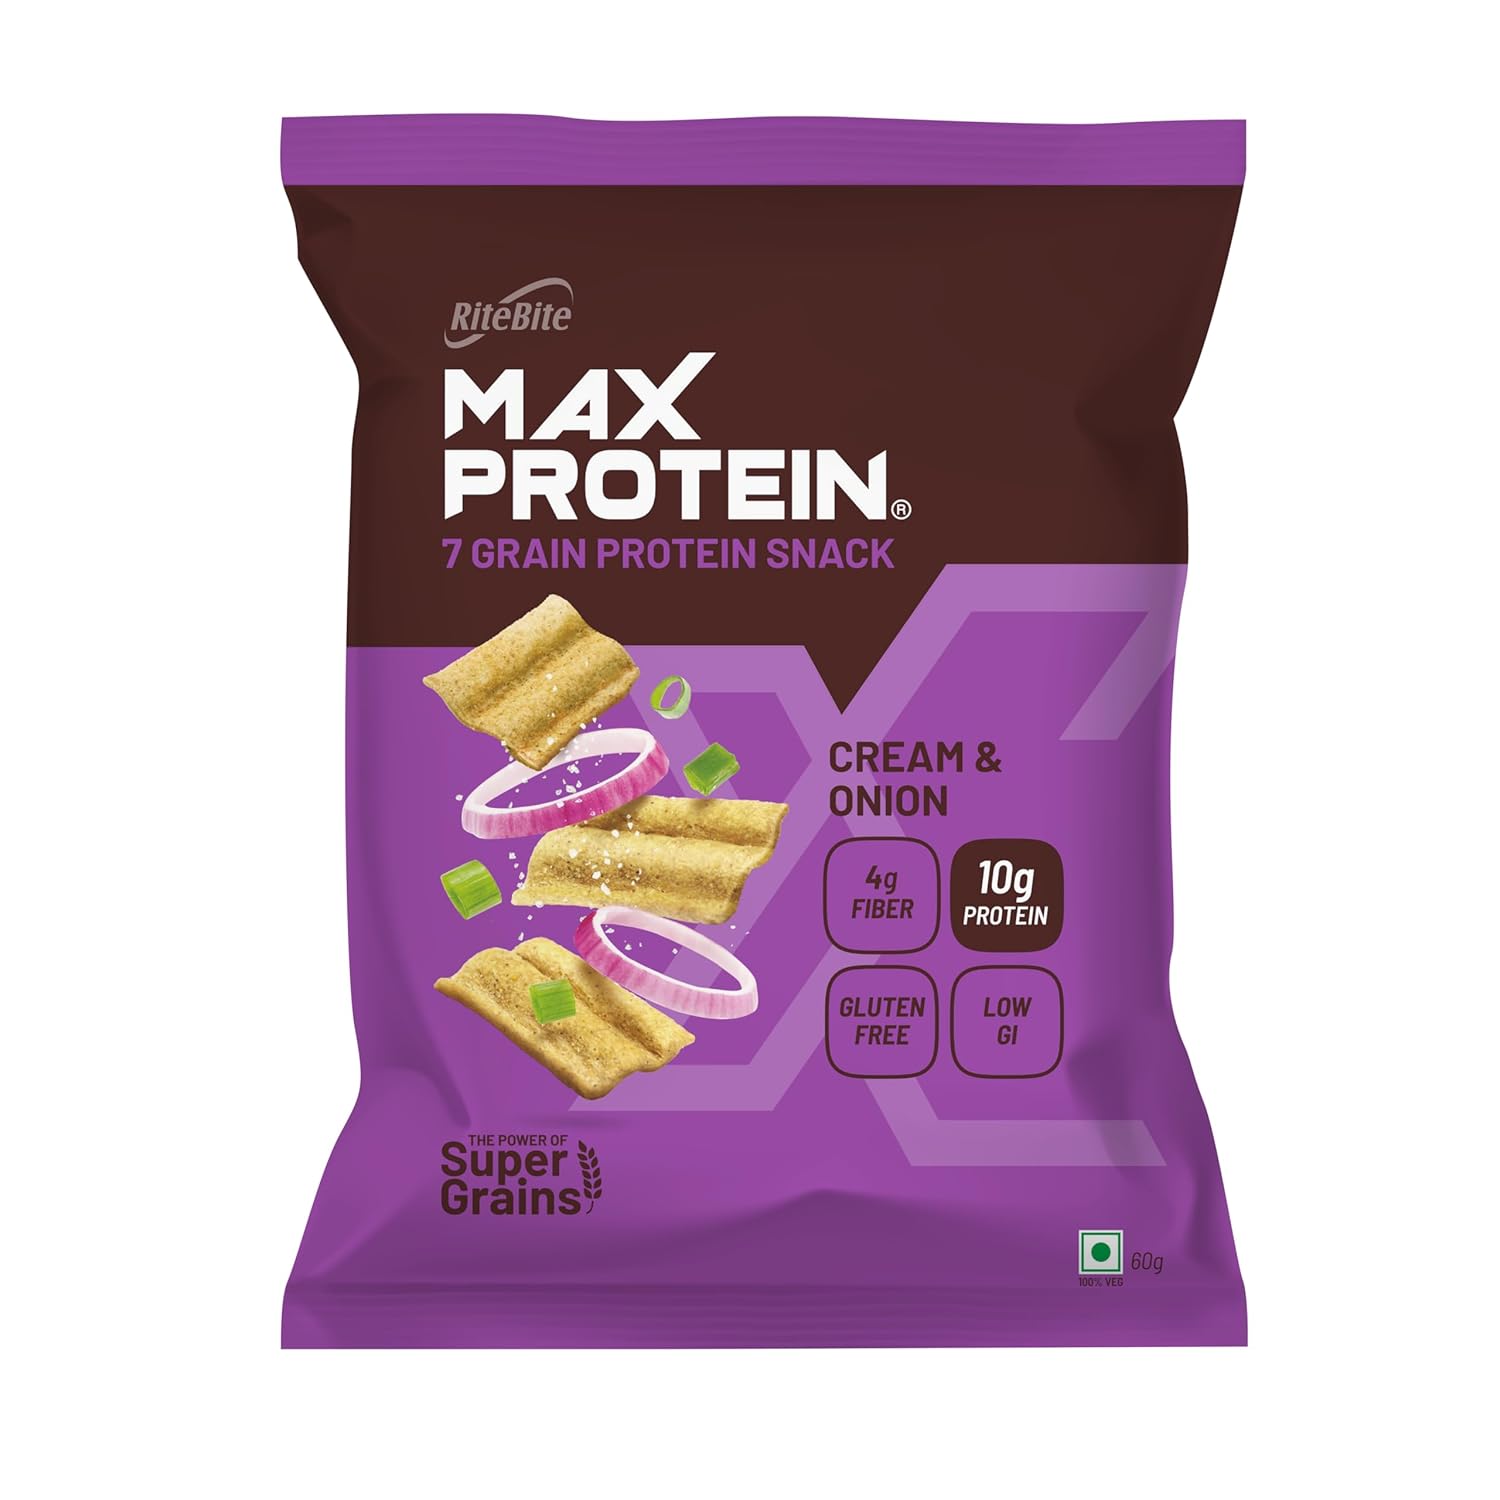 RiteBite
MAX
PROTEIN®
7 GRAIN PROTEIN SNACK
CREAM &
ONION
4g
FIBER
10g
PROTEIN
GLUTEN
FREE
LOW
GI
THE POWER OF
Super
Grains
100% VEG
60g